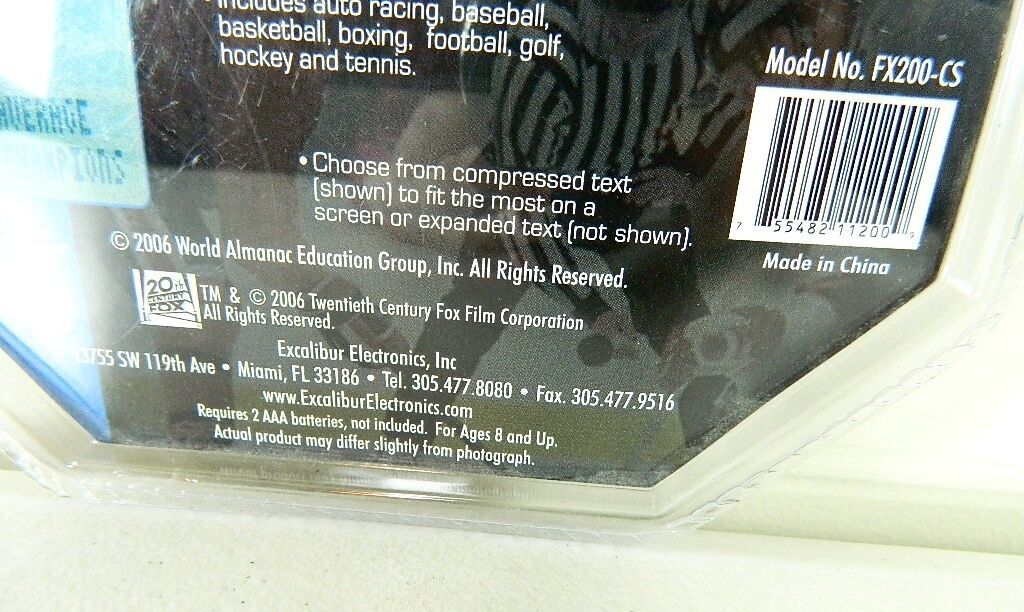 includes auto racing, baseball,
basketball, boxing, football, golf,
hockey and tennis.
Model No. FX200-CS
AVERAGE
• Choose from compressed text
(shown) to fit the most on a
screen or expanded text (not shown).
7 55482 11200 9
Made in China
© 2006 World Almanac Education Group, Inc. All Rights Reserved.
20th
CENTURY
FOX
TM & © 2006 Twentieth Century Fox Film Corporation
All Rights Reserved.
Excalibur Electronics, Inc
13755 SW 119th Ave • Miami, FL 33186 • Tel. 305.477.8080 • Fax. 305.477.9516
www.ExcaliburElectronics.com
Requires 2 AAA batteries, not included. For Ages 8 and Up.
Actual product may differ slightly from photograph.